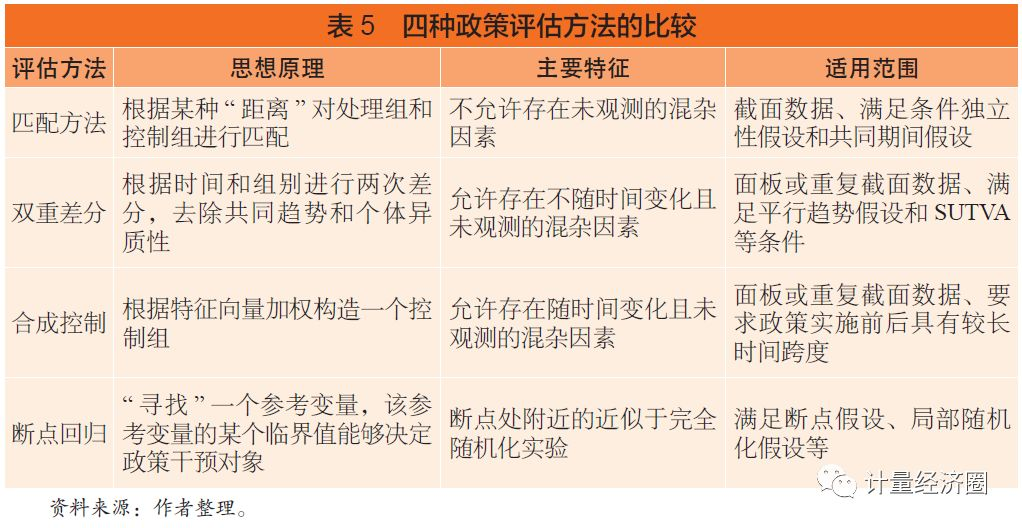 表 5 四种政策评估方法的比较
评估方法 思想原理 主要特征 适用范围
匹配方法
根据某种“距离”对处理组和
控制组进行匹配
不允许存在未观测的混杂
因素
截面数据、满足条件独立
性假设和共同期间假设
双重差分
根据时间和组别进行两次差
分，去除共同趋势和个体异
质性
允许存在不随时间变化且
未观测的混杂因素
面板或重复截面数据、满
足平行趋势假设和 SUTVA
等条件
合成控制
根据特征向量加权构造一个控
制组
允许存在随时间变化且未
观测的混杂因素
面板或重复截面数据、要
求政策实施前后具有较长
时间跨度
断点回归
“寻找”一个参考变量，该参
考变量的某个临界值能够决定
政策干预对象
断点处附近的近似于完全
随机化实验
满足断点假设、局部随机
化假设等
计量经济圈
资料来源：作者整理。